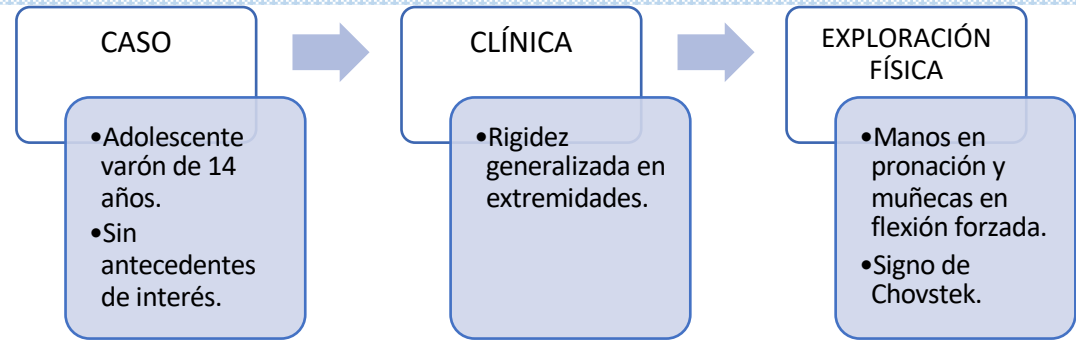 CASO
•Adolescente
varón de 14
años.
•Sin
antecedentes
de interés.
CLÍNICA
•Rigidez
generalizada en
extremidades.
EXPLORACIÓN
FÍSICA
•Manos en
pronación y
muñecas en
flexión forzada.
•Signo de
Chovstek.